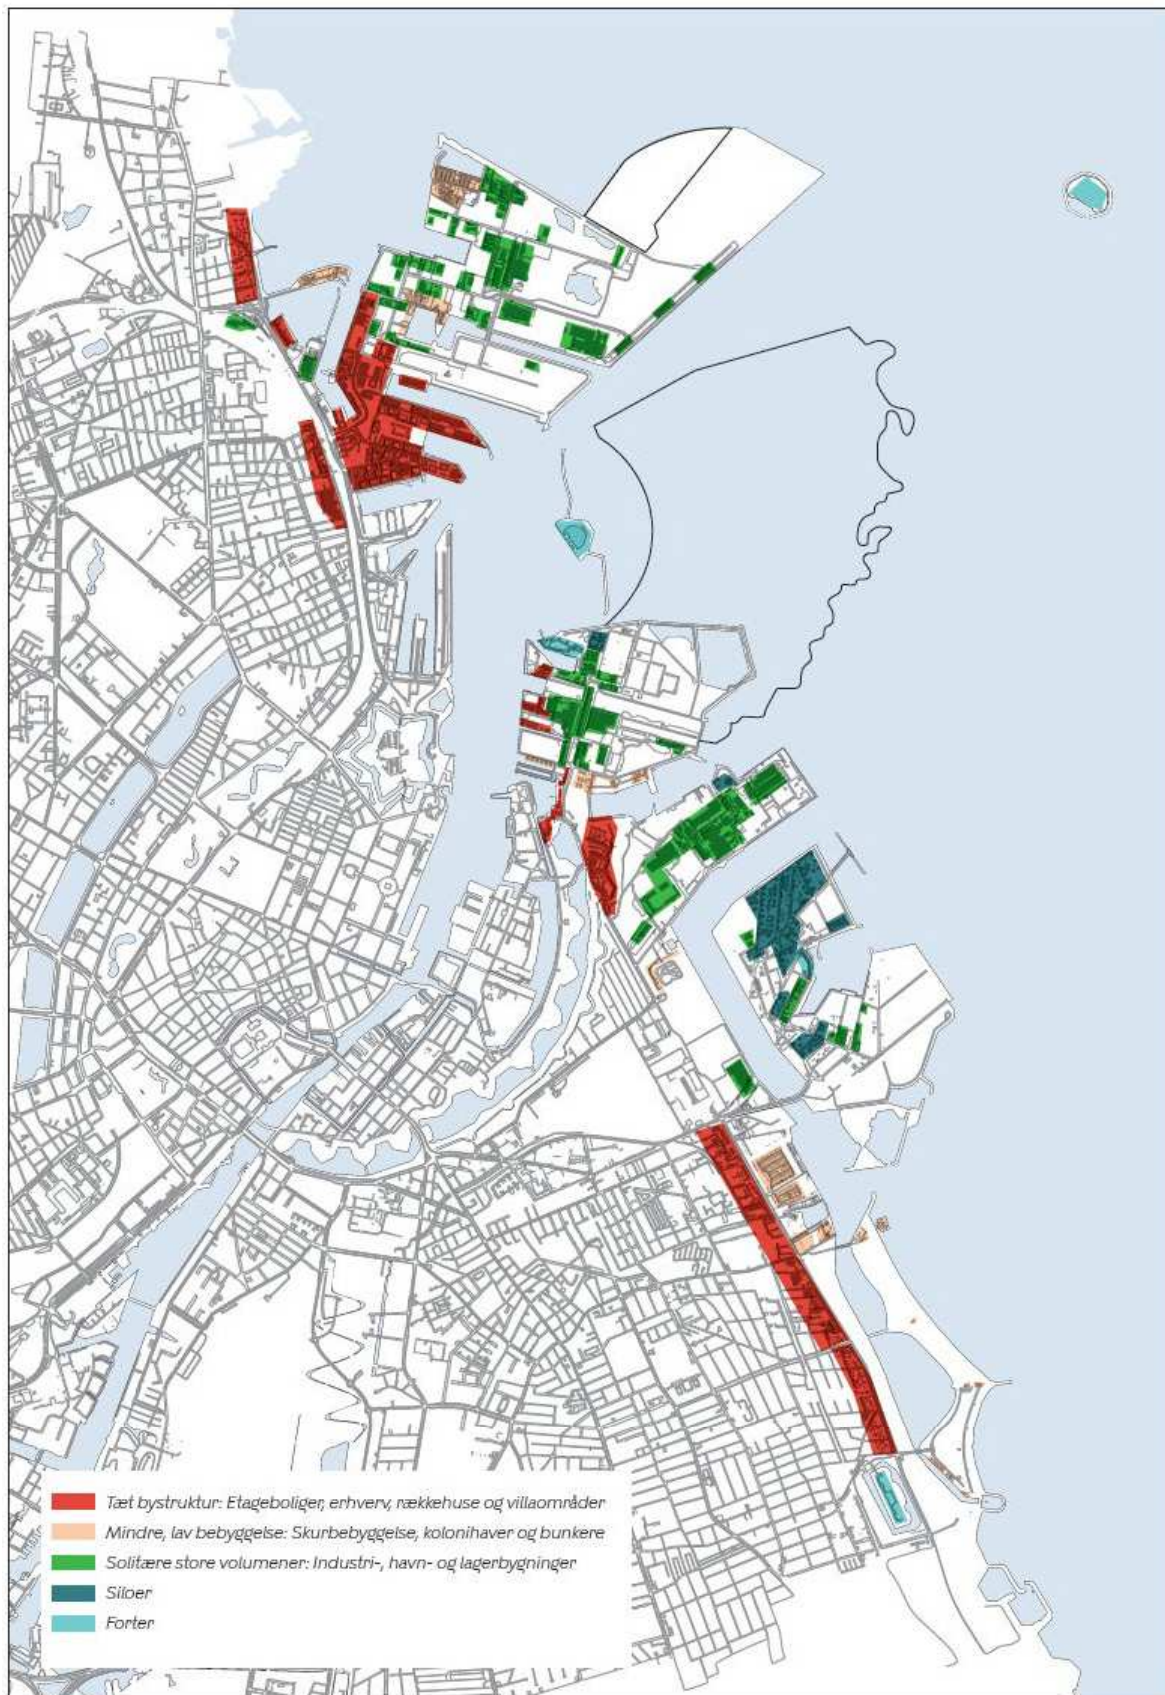 Tæt bystruktur: Etageboliger, erhverv, rækkehuse og villaområder
Mindre, lav bebyggelse: Skurbebyggelse, kolonihaver og bunkere
Solitære store volumener: Industri-, havn- og lagerbygninger
Siloer
Forter